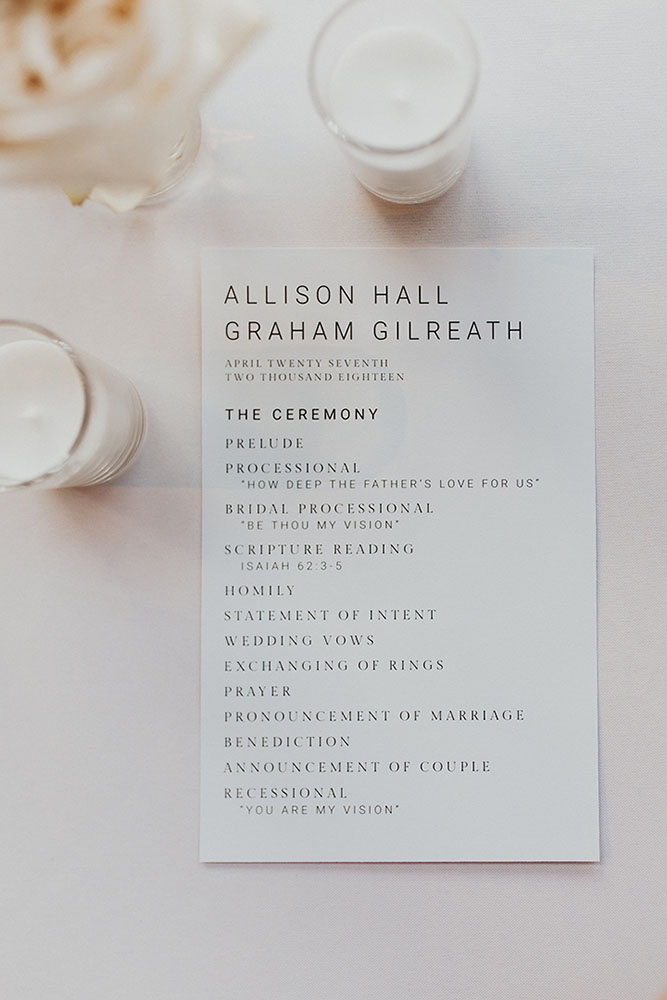 ALLISON HALL
GRAHAM GILREATH
APRIL TWENTY SEVENTH
TWO THOUSAND EIGHTEEN
THE CEREMONY
PRELUDE
PROCESSIONAL
"HOW DEEP THE FATHER'S LOVE FOR US"
BRIDAL PROCESSIONAL
"BE THOU MY VISION"
SCRIPTURE READING
ISAIAH 62:3-5
HOMILY
STATEMENT OF INTENT
WEDDING VOWS
EXCHANGING OF RINGS
PRAYER
PRONOUNCEMENT OF MARRIAGE
BENEDICTION
ANNOUNCEMENT OF COUPLE
RECESSIONAL
"YOU ARE MY VISION"